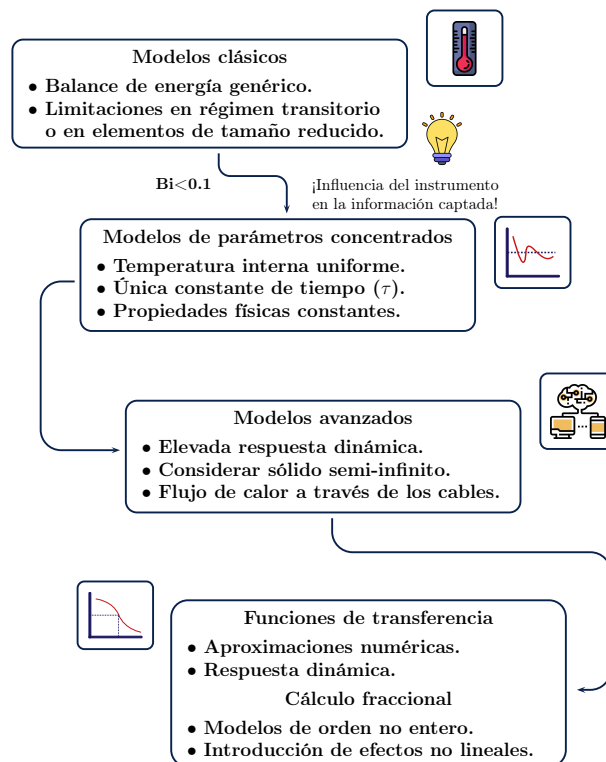 Modelos clásicos
• Balance de energía genérico.
• Limitaciones en régimen transitorio
o en elementos de tamaño reducido.
Bi<0.1
¡Influencia del instrumento
en la información captada!
Modelos de parámetros concentrados
• Temperatura interna uniforme.
• Única constante de tiempo (τ).
• Propiedades físicas constantes.
Modelos avanzados
• Elevada respuesta dinámica.
• Considerar sólido semi-infinito.
• Flujo de calor a través de los cables.
Funciones de transferencia
• Aproximaciones numéricas.
• Respuesta dinámica.
Cálculo fraccional
• Modelos de orden no entero.
• Introducción de efectos no lineales.